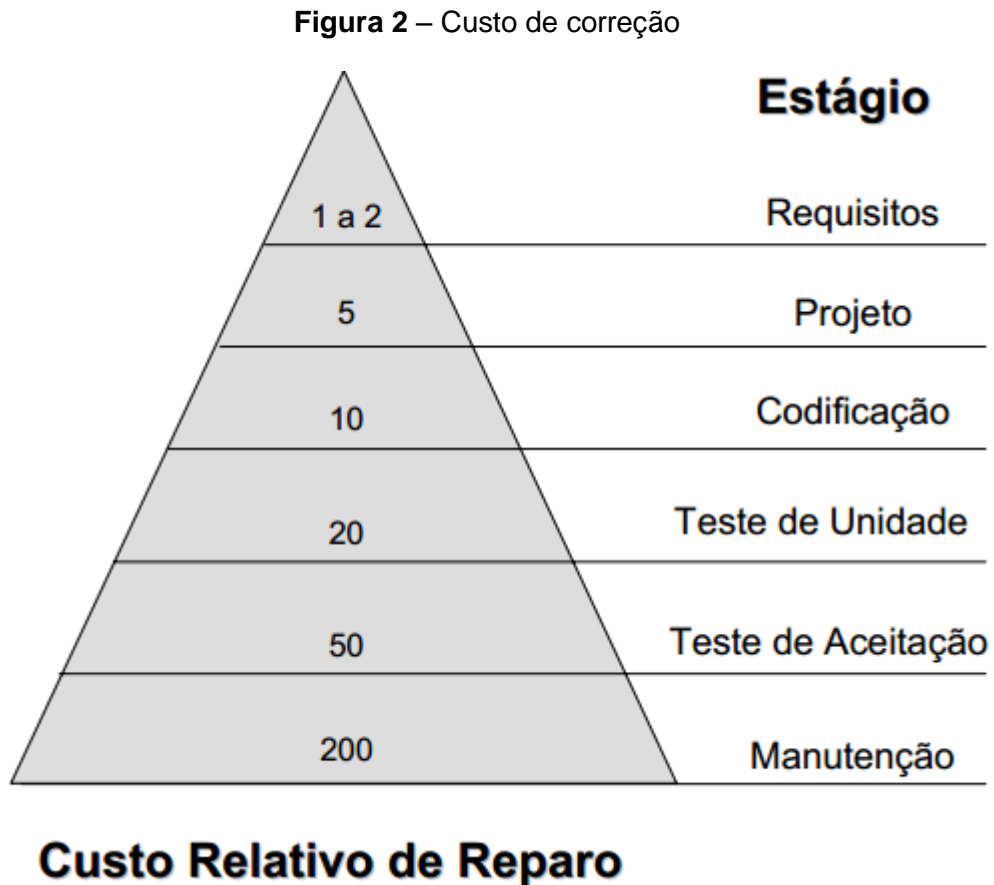 Figura 2 – Custo de correção
Estágio
1 a 2 Requisitos
5 Projeto
10 Codificação
20 Teste de Unidade
50 Teste de Aceitação
200 Manutenção
Custo Relativo de Reparo